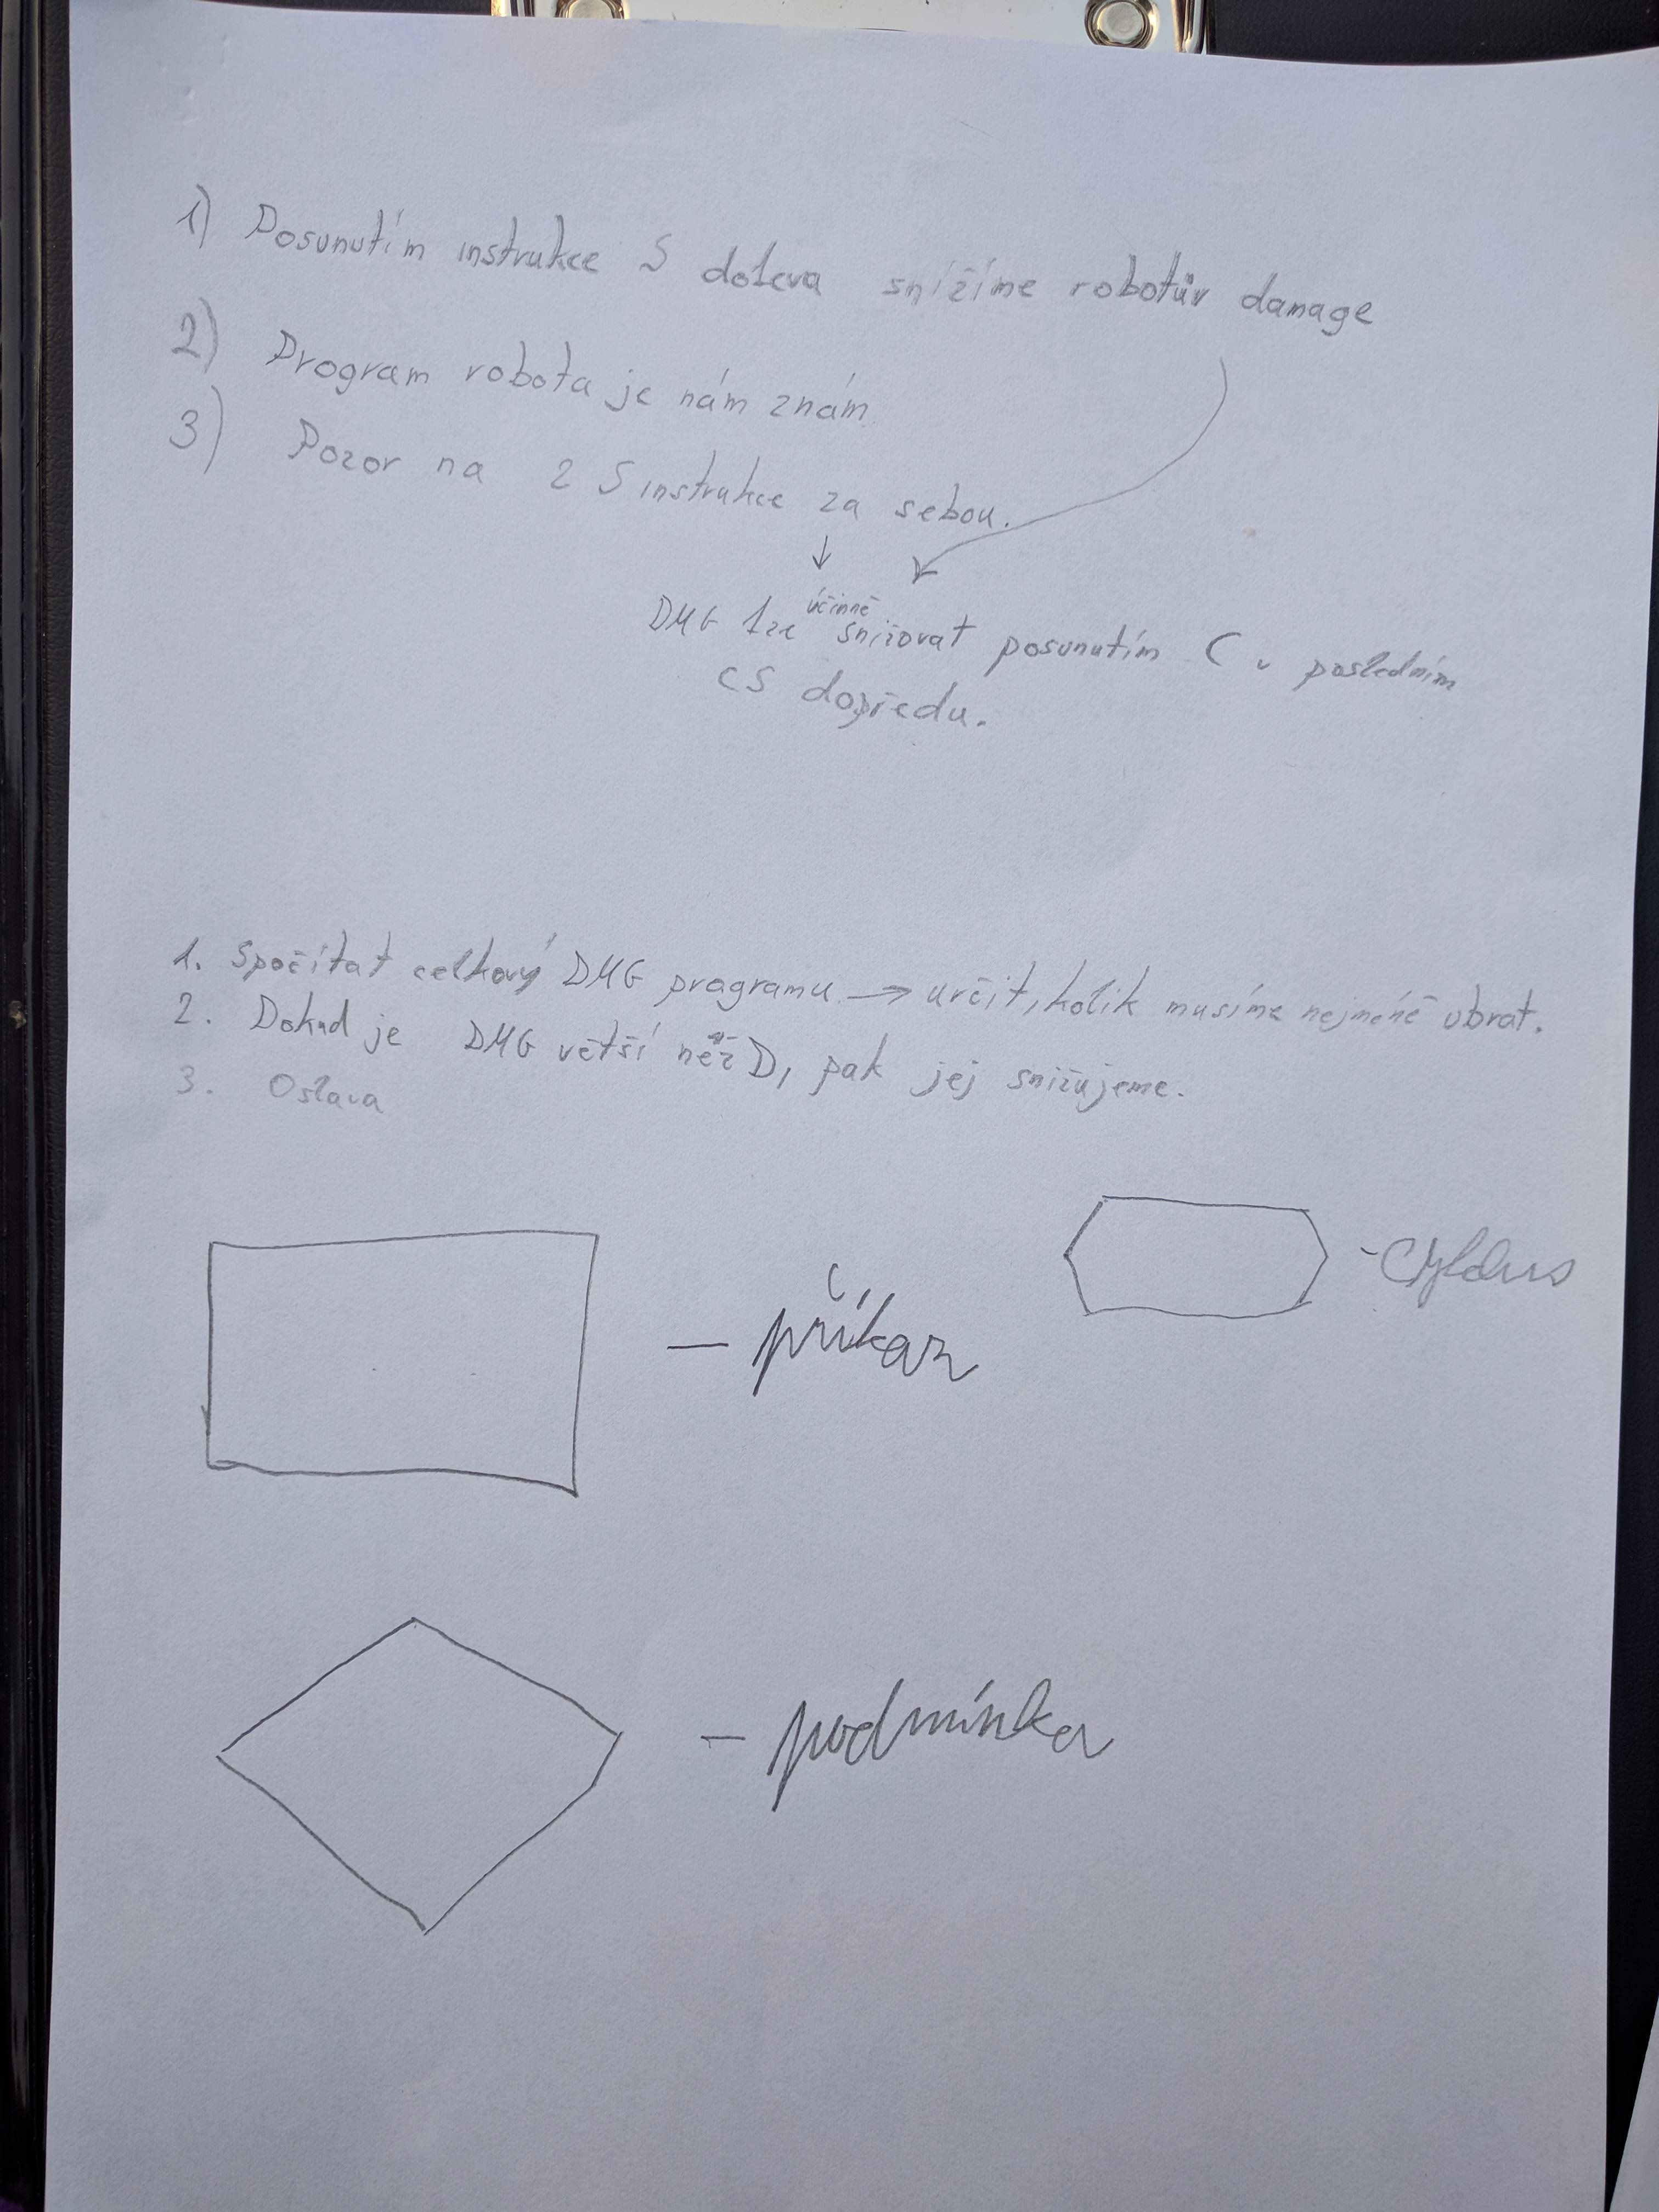 1) Posunutím instrukce S doleva snížíme robotův damage
2) Program robota je nám znám
3) Pozor na 2 S instrukce za sebou.
DMG lze účinně snižovat posunutím C v posledním
CS dopředu.
1. Spočítat celkový DMG programu → určit, kolik musíme nejméně ubrat.
2. Dokud je DMG větší než D, pak jej snižujeme.
3. Oslava
- Cyklus
- příkaz
- podmínka